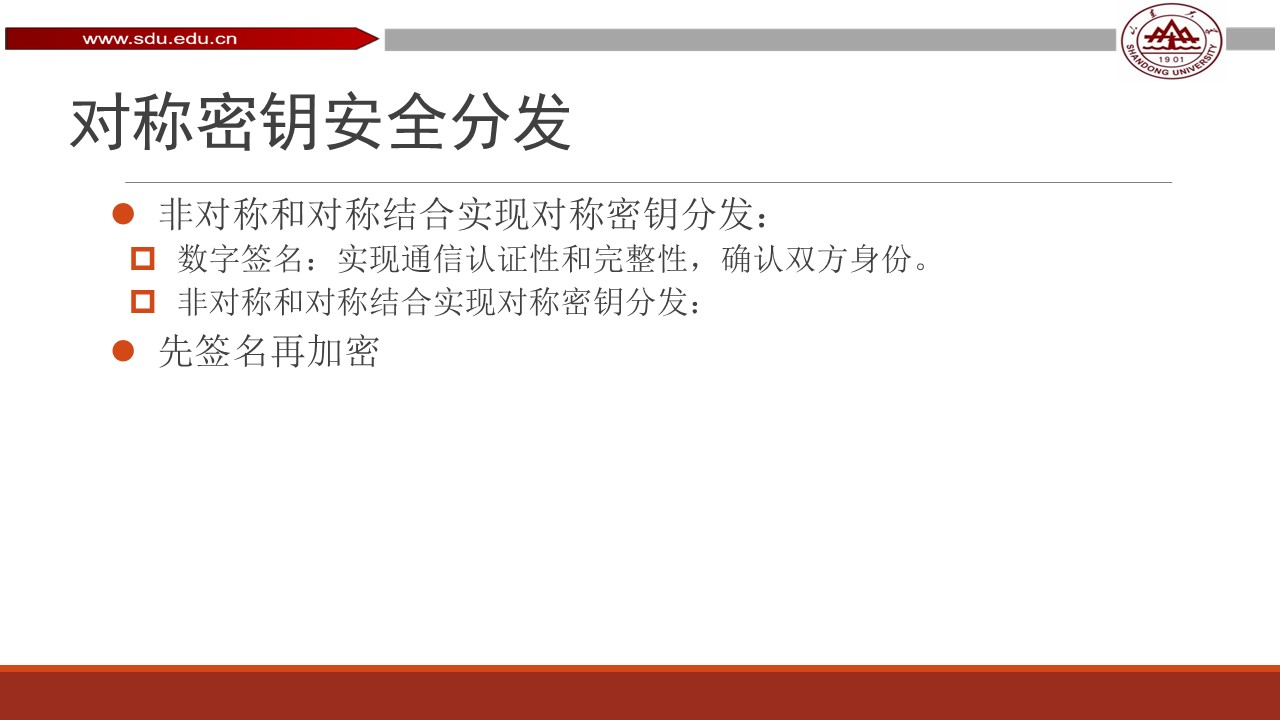 www.sdu.edu.cn
SHANDONG UNIVERSITY
1901
对称密钥安全分发
非对称和对称结合实现对称密钥分发：
数字签名：实现通信认证性和完整性，确认双方身份。
非对称和对称结合实现对称密钥分发：
先签名再加密